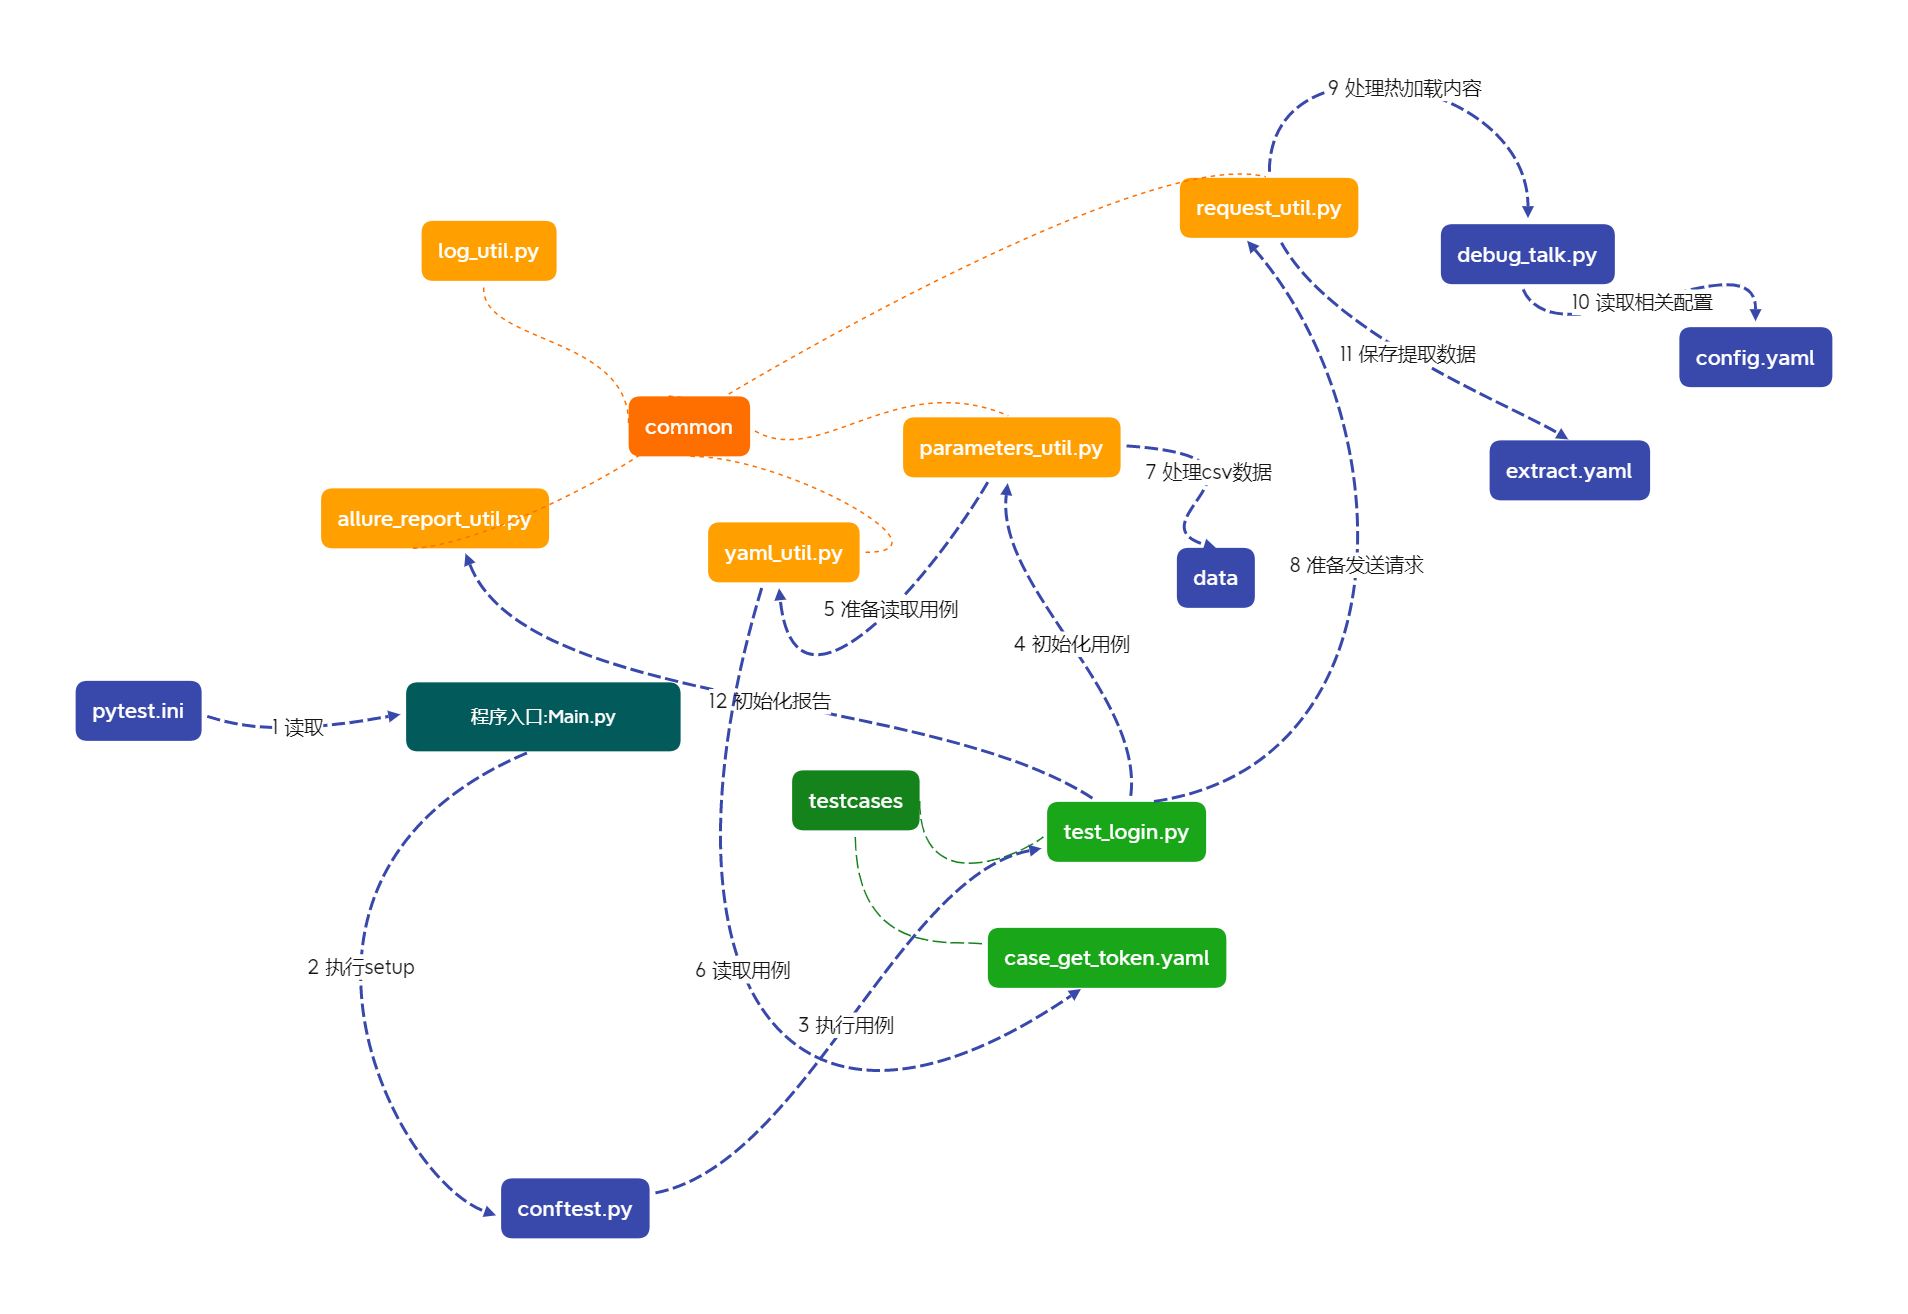 9 处理热加载内容
request_util.py
log_util.py
debug_talk.py
10 读取相关配置
11 保存提取数据
config.yaml
common
parameters_util.py
7 处理csv数据
extract.yaml
allure_report_util.py
yaml_util.py
8 准备发送请求
data
5 准备读取用例
4 初始化用例
12 初始化报告
pytest.ini
1 读取
程序入口:Main.py
testcases
test_login.py
case_get_token.yaml
2 执行setup
6 读取用例
3 执行用例
conftest.py